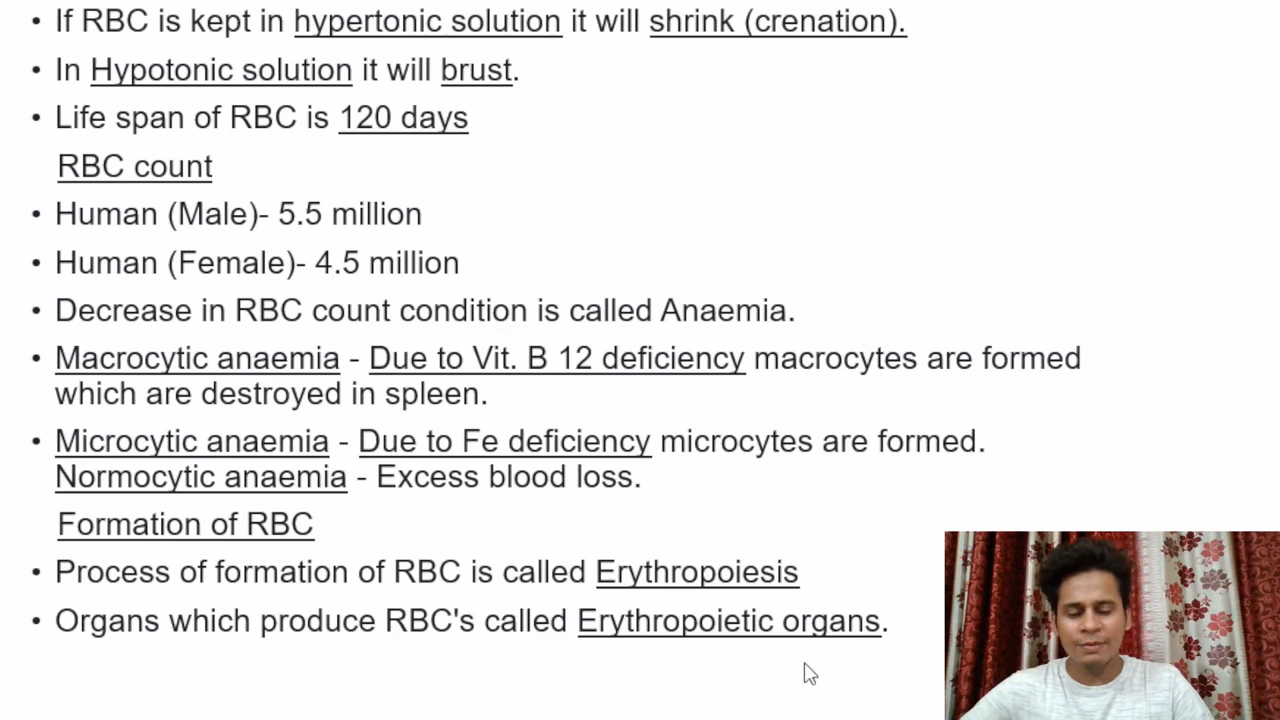 • If RBC is kept in hypertonic solution it will shrink (crenation).
• In Hypotonic solution it will brust.
• Life span of RBC is 120 days
RBC count
• Human (Male)- 5.5 million
• Human (Female)- 4.5 million
• Decrease in RBC count condition is called Anaemia.
• Macrocytic anaemia - Due to Vit. B 12 deficiency macrocytes are formed
which are destroyed in spleen.
• Microcytic anaemia - Due to Fe deficiency microcytes are formed.
Normocytic anaemia - Excess blood loss.
Formation of RBC
• Process of formation of RBC is called Erythropoiesis
• Organs which produce RBC's called Erythropoietic organs.